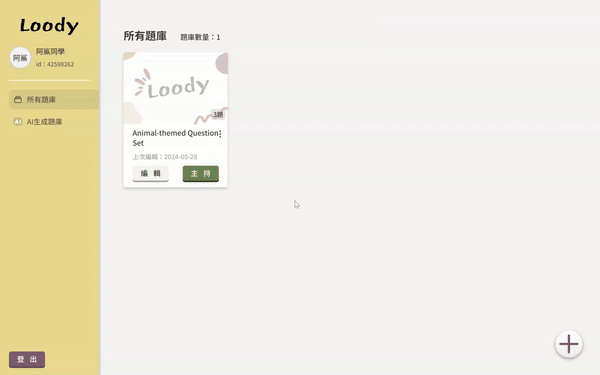 Loody
阿鯊
阿鯊同學
id：42598262
所有題庫
AI生成題庫
登 出
所有題庫 題庫數量：1
Loody
3題
Animal-themed Question
Set
上次編輯：2024-05-28
編 輯
主 持